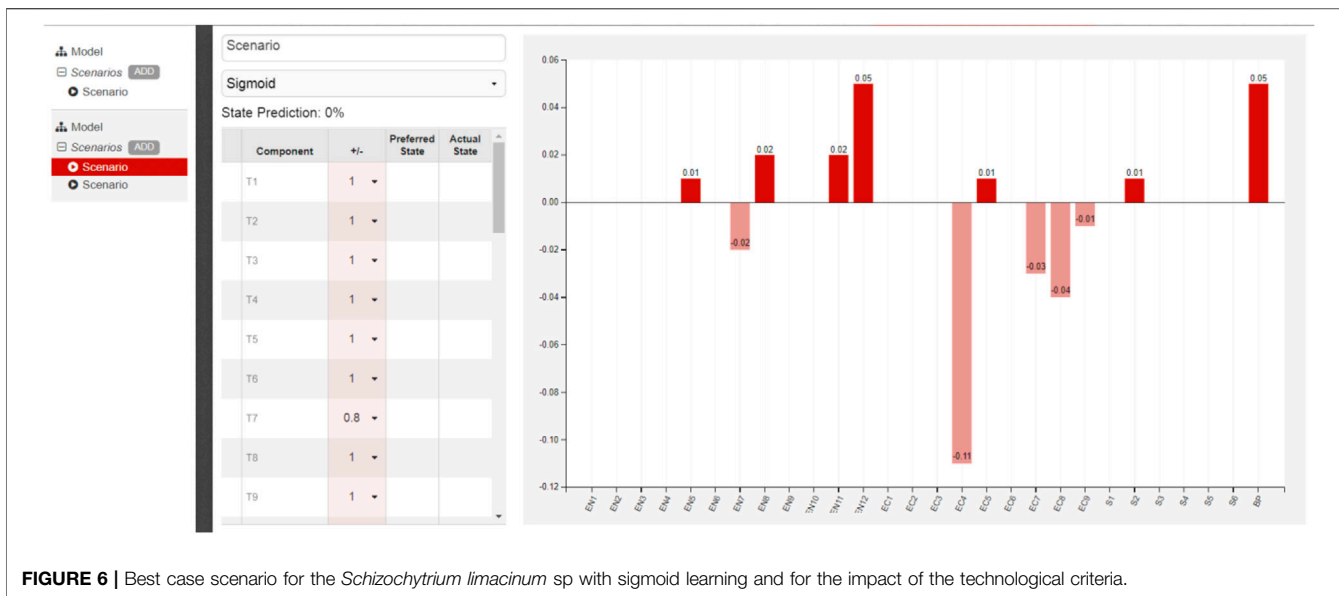 Model
Scenarios ADD
Scenario
Model
Scenarios ADD
Scenario
Scenario
Scenario
Sigmoid
State Prediction: 0%
Component +/- Preferred State Actual State
T1 1
T2 1
T3 1
T4 1
T5 1
T6 1
T7 0.8
T8 1
T9 1
0.06
0.04
0.02
0.00
-0.02
-0.04
-0.06
-0.08
-0.10
-0.12
0.01
-0.02
0.02
0.02
0.05
-0.11
0.01
-0.03
-0.04
-0.01
0.01
0.05
EN1 EN2 EN3 EN4 EN5 EN6 EN7 EN8 EN9 EN10 EN11 EN12 EC1 EC2 EC3 EC4 EC5 EC6 EC7 EC8 EC9 S1 S2 S3 S4 S5 S6 BP
FIGURE 6 | Best case scenario for the Schizochytrium limacinum sp with sigmoid learning and for the impact of the technological criteria.